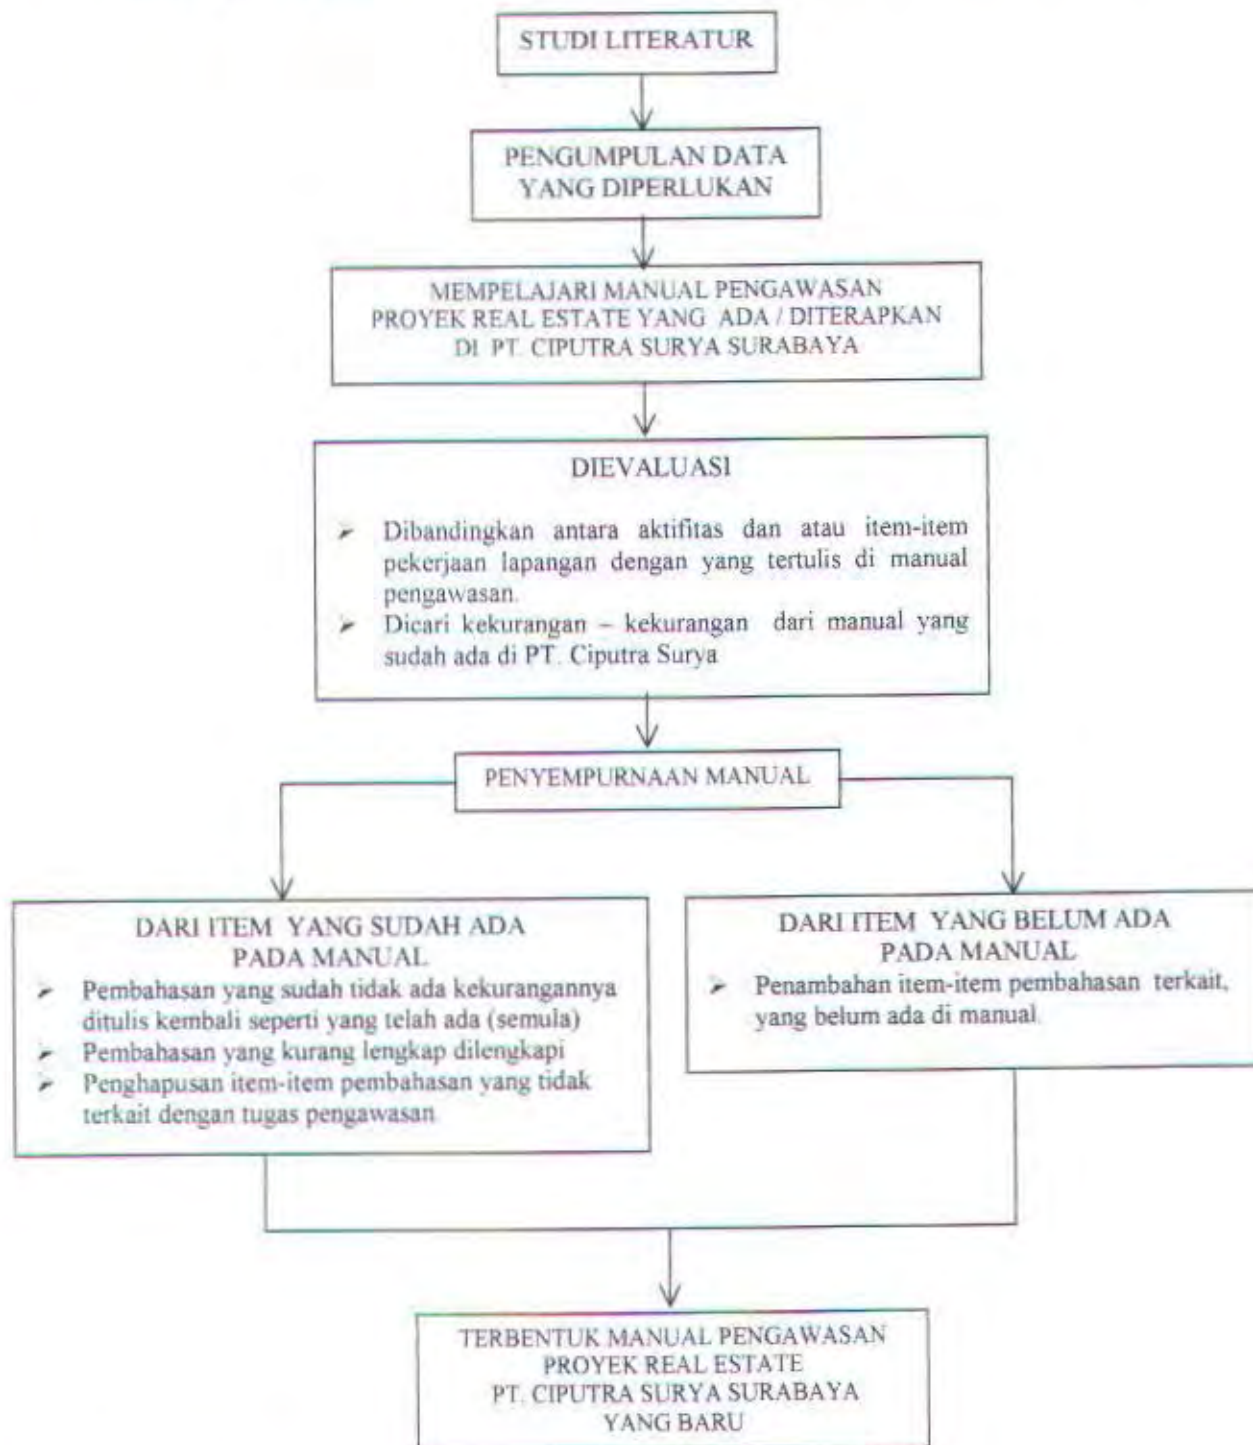 STUDI LITERATUR
PENGUMPULAN DATA
YANG DIPERLUKAN
MEMPELAJARI MANUAL PENGAWASAN
PROYEK REAL ESTATE YANG ADA / DITERAPKAN
DI PT. CIPUTRA SURYA SURABAYA
DIEVALUASI
➢ Dibandingkan antara aktifitas dan atau item-item
pekerjaan lapangan dengan yang tertulis di manual
pengawasan.
➢ Dicari kekurangan – kekurangan dari manual yang
sudah ada di PT. Ciputra Surya
PENYEMPURNAAN MANUAL
DARI ITEM YANG SUDAH ADA
PADA MANUAL
➢ Pembahasan yang sudah tidak ada kekurangannya
ditulis kembali seperti yang telah ada (semula)
➢ Pembahasan yang kurang lengkap dilengkapi
➢ Penghapusan item-item pembahasan yang tidak
terkait dengan tugas pengawasan
DARI ITEM YANG BELUM ADA
PADA MANUAL
➢ Penambahan item-item pembahasan terkait,
yang belum ada di manual.
TERBENTUK MANUAL PENGAWASAN
PROYEK REAL ESTATE
PT. CIPUTRA SURYA SURABAYA
YANG BARU